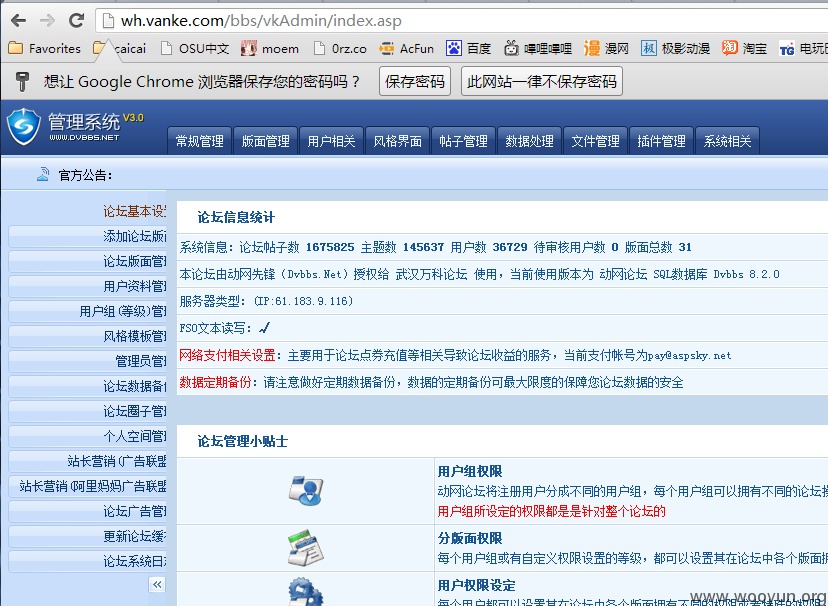 wh.vanke.com/bbs/vkAdmin/index.asp
Favorites caicai OSU中文 moem 0rz.co AcFun 百度 哔哩哔哩 漫网 极影动漫 淘宝
想让 Google Chrome 浏览器保存您的密码吗？ 保存密码 此网站一律不保存密码
管理系统 V3.0
WWW.DVBBS.NET
常规管理 版面管理 用户相关 风格界面 帖子管理 数据处理 文件管理 插件管理 系统相关
官方公告：
论坛基本设
添加论坛版
论坛版面管
用户资料管
用户组(等级)管
风格模板管
管理员管
论坛数据备
论坛圈子管
个人空间管
站长营销(广告联盟
站长营销(阿里妈妈广告联盟
论坛广告管
更新论坛缓
论坛系统日
论坛信息统计
系统信息：论坛帖子数 1675825 主题数 145637 用户数 36729 待审核用户数 0 版面总数 31
本论坛由动网先锋（Dvbbs.Net）授权给 武汉万科论坛 使用，当前使用版本为 动网论坛 SQL数据库 Dvbbs 8.2.0
服务器类型：(IP:61.183.9.116)
FSO文本读写：✓
网络支付相关设置：主要用于论坛点券充值等相关导致论坛收益的服务，当前支付帐号为pay@aspsky.net
数据定期备份：请注意做好定期数据备份，数据的定期备份可最大限度的保障您论坛数据的安全
论坛管理小贴士
用户组权限
动网论坛将注册用户分成不同的用户组，每个用户组可以拥有不同的论坛
用户组所设定的权限都是是针对整个论坛的
分版面权限
每个用户组或有自定义权限设置的等级，都可以设置其在论坛中各个版面
用户权限设定
www.wooyun.org